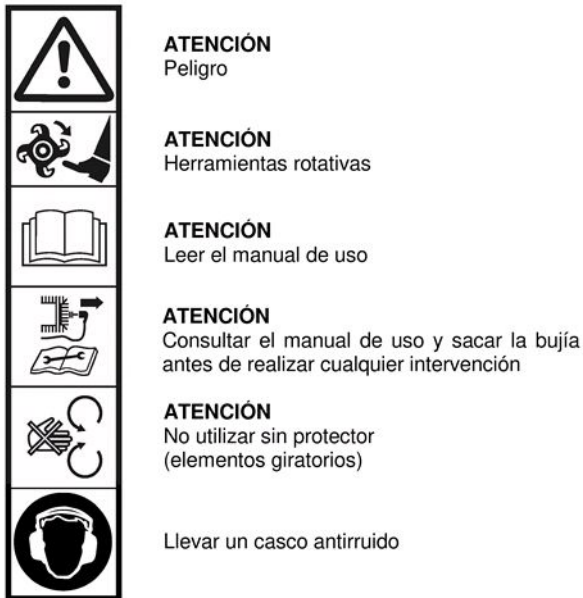 ATENCIÓN
Peligro
ATENCIÓN
Herramientas rotativas
ATENCIÓN
Leer el manual de uso
ATENCIÓN
Consultar el manual de uso y sacar la bujía
antes de realizar cualquier intervención
ATENCIÓN
No utilizar sin protector
(elementos giratorios)
Llevar un casco antirruido